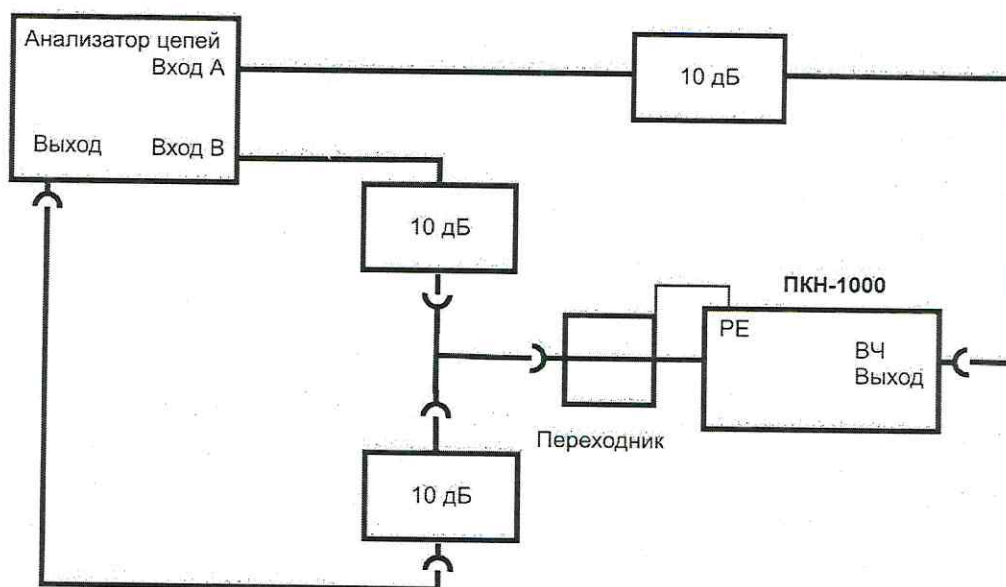 Анализатор цепей
Вход А
10 дБ
Выход
Вход В
10 дБ
ПКН-1000
РЕ
ВЧ
Выход
Переходник
10 дБ